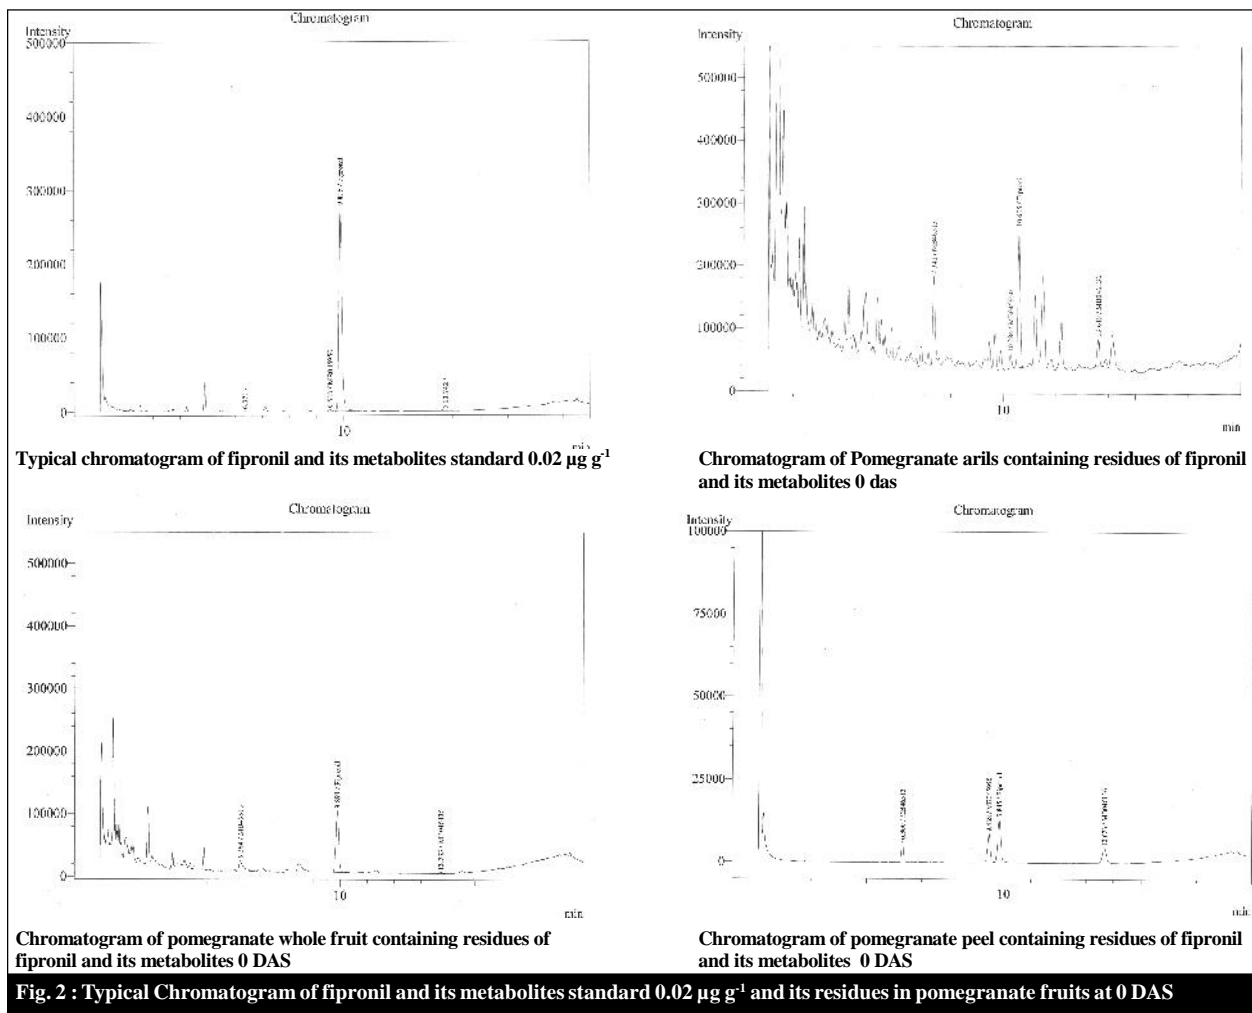 Chromatogram
Intensity
500000
400000
300000
200000
100000
0
10
Typical chromatogram of fipronil and its metabolites standard 0.02 µg g-1
Chromatogram
Intensity
500000
400000
300000
200000
100000
0
10
min
Chromatogram of Pomegranate arils containing residues of fipronil
and its metabolites 0 das
Chromatogram
Intensity
500000
400000
300000
200000
100000
0
10
min
Chromatogram of pomegranate whole fruit containing residues of
fipronil and its metabolites 0 DAS
Chromatogram
Intensity
100000
75000
50000
25000
0
10
min
Chromatogram of pomegranate peel containing residues of fipronil
and its metabolites 0 DAS
Fig. 2 : Typical Chromatogram of fipronil and its metabolites standard 0.02 µg g-1 and its residues in pomegranate fruits at 0 DAS